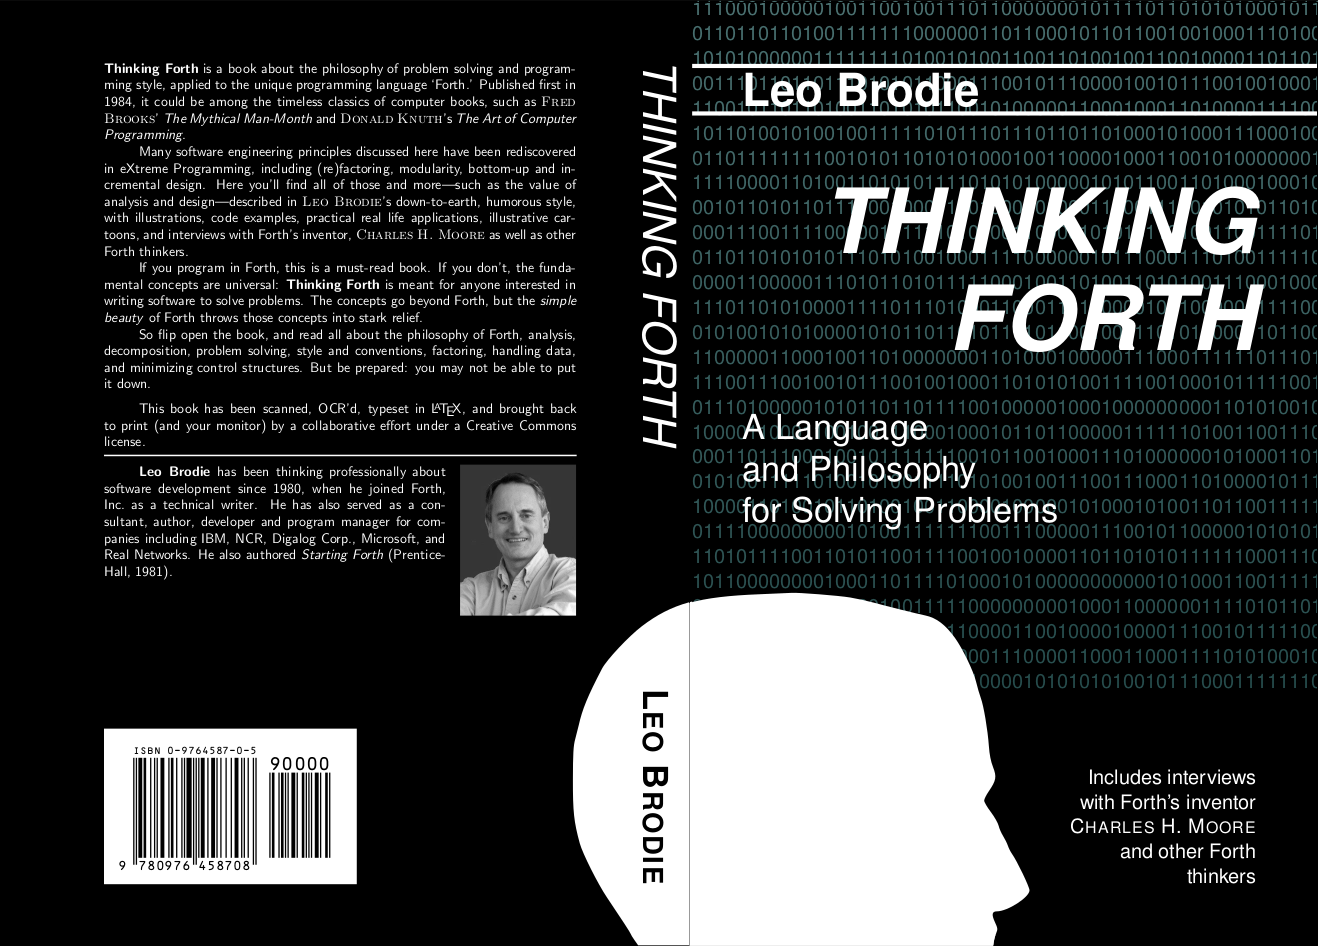 Thinking Forth is a book about the philosophy of problem solving and program-
ming style, applied to the unique programming language ‘Forth.’ Published first in
1984, it could be among the timeless classics of computer books, such as FRED
BROOKS’ The Mythical Man-Month and DONALD KNUTH’s The Art of Computer
Programming.
Many software engineering principles discussed here have been rediscovered
in eXtreme Programming, including (re)factoring, modularity, bottom-up and in-
cremental design. Here you’ll find all of those and more—such as the value of
analysis and design—described in LEO BRODIE’s down-to-earth, humorous style,
with illustrations, code examples, practical real life applications, illustrative car-
toons, and interviews with Forth’s inventor, CHARLES H. MOORE as well as other
Forth thinkers.
If you program in Forth, this is a must-read book. If you don’t, the funda-
mental concepts are universal: Thinking Forth is meant for anyone interested in
writing software to solve problems. The concepts go beyond Forth, but the simple
beauty of Forth throws those concepts into stark relief.
So flip open the book, and read all about the philosophy of Forth, analysis,
decomposition, problem solving, style and conventions, factoring, handling data,
and minimizing control structures. But be prepared: you may not be able to put
it down.
This book has been scanned, OCR’d, typeset in LATEX, and brought back
to print (and your monitor) by a collaborative effort under a Creative Commons
license.
Leo Brodie has been thinking professionally about
software development since 1980, when he joined Forth,
Inc. as a technical writer. He has also served as a con-
sultant, author, developer and program manager for com-
panies including IBM, NCR, Digalog Corp., Microsoft, and
Real Networks. He also authored Starting Forth (Prentice-
Hall, 1981).
ISBN 0-9764587-0-5
90000
9 780976 458708
THINKING FORTH
LEO BRODIE
Leo Brodie
THINKING
FORTH
A Language
and Philosophy
for Solving Problems
Includes interviews
with Forth’s inventor
CHARLES H. MOORE
and other Forth
thinkers